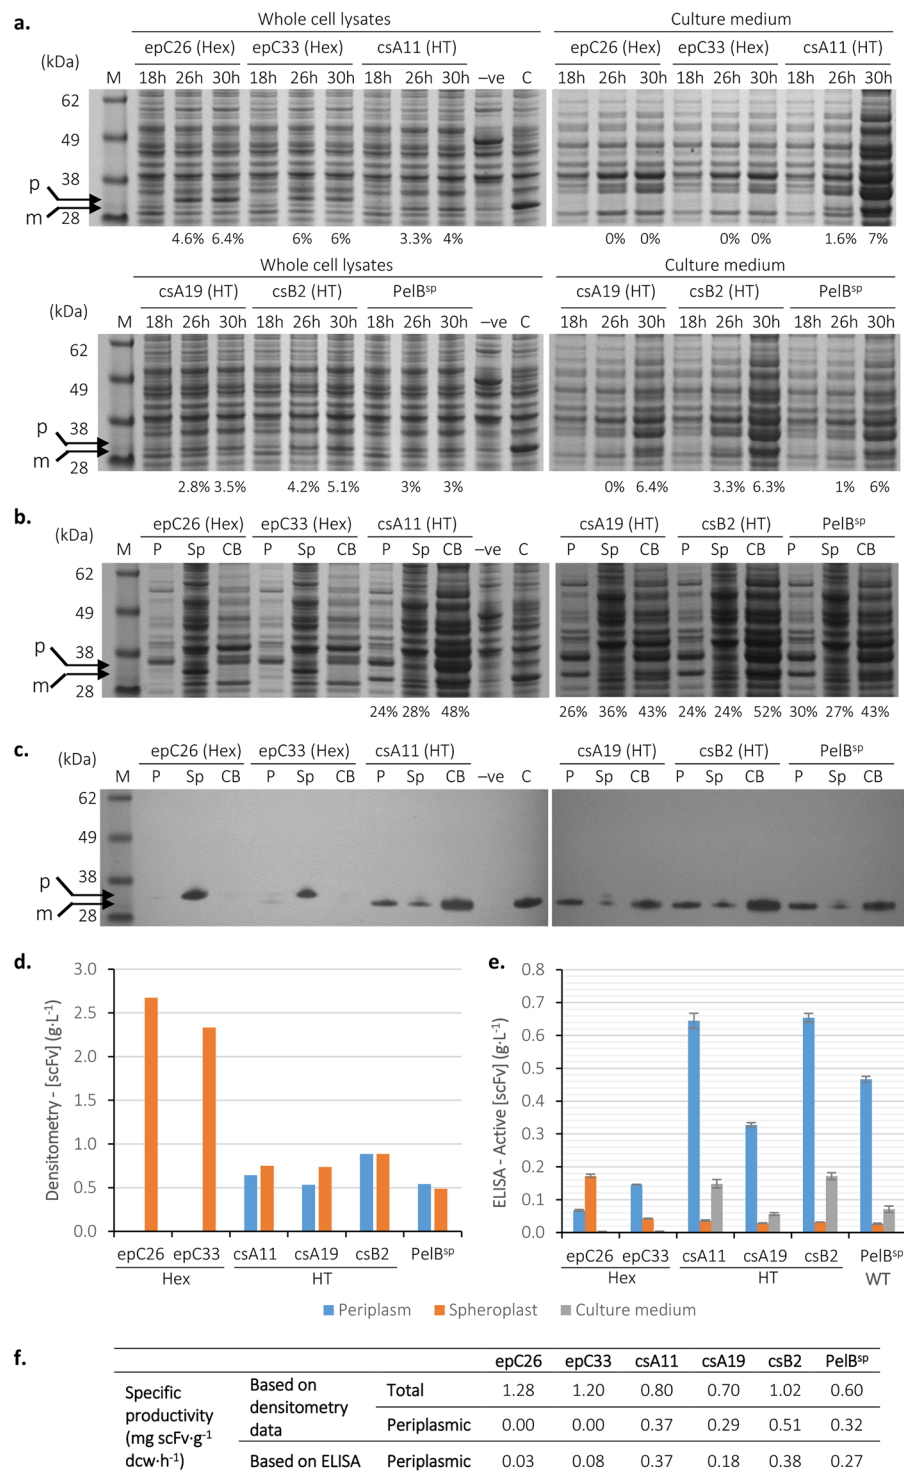 a.
Whole cell lysates Culture medium
epC26 (Hex) epC33 (Hex) csA11 (HT) epC26 (Hex) epC33 (Hex) csA11 (HT)
(kDa) M 18h 26h 30h 18h 26h 30h 18h 26h 30h –ve C 18h 26h 30h 18h 26h 30h 18h 26h 30h
62
49
38
p
m
28
4.6% 6.4% 6% 6% 3.3% 4% 0% 0% 0% 0% 1.6% 7%
Whole cell lysates Culture medium
csA19 (HT) csB2 (HT) PelBsp csA19 (HT) csB2 (HT) PelBsp
(kDa) M 18h 26h 30h 18h 26h 30h 18h 26h 30h –ve C 18h 26h 30h 18h 26h 30h 18h 26h 30h
62
49
38
p
m
28
2.8% 3.5% 4.2% 5.1% 3% 3% 0% 6.4% 3.3% 6.3% 1% 6%
b.
epC26 (Hex) epC33 (Hex) csA11 (HT) csA19 (HT) csB2 (HT) PelBsp
(kDa) M P Sp CB P Sp CB P Sp CB –ve C P Sp CB P Sp CB P Sp CB
62
49
38
p
m
28
24% 28% 48% 26% 36% 43% 24% 24% 52% 30% 27% 43%
c.
epC26 (Hex) epC33 (Hex) csA11 (HT) csA19 (HT) csB2 (HT) PelBsp
(kDa) M P Sp CB P Sp CB P Sp CB –ve C P Sp CB P Sp CB P Sp CB
62
49
38
p
m
28
d.
Densitometry - [scFv] (g·L-1)
3.0
2.5
2.0
1.5
1.0
0.5
0.0
epC26 epC33 csA11 csA19 csB2 PelBsp
Hex HT
e.
ELISA - Active [scFv] (g·L-1)
0.8
0.7
0.6
0.5
0.4
0.3
0.2
0.1
0.0
epC26 epC33 csA11 csA19 csB2 PelBsp
Hex HT WT
Periplasm Spheroplast Culture medium
f.
epC26 epC33 csA11 csA19 csB2 PelBsp
Specific productivity (mg scFv·g-1 dcw·h-1)
Based on densitometry data
Total 1.28 1.20 0.80 0.70 1.02 0.60
Periplasmic 0.00 0.00 0.37 0.29 0.51 0.32
Based on ELISA Periplasmic 0.03 0.08 0.37 0.18 0.38 0.27